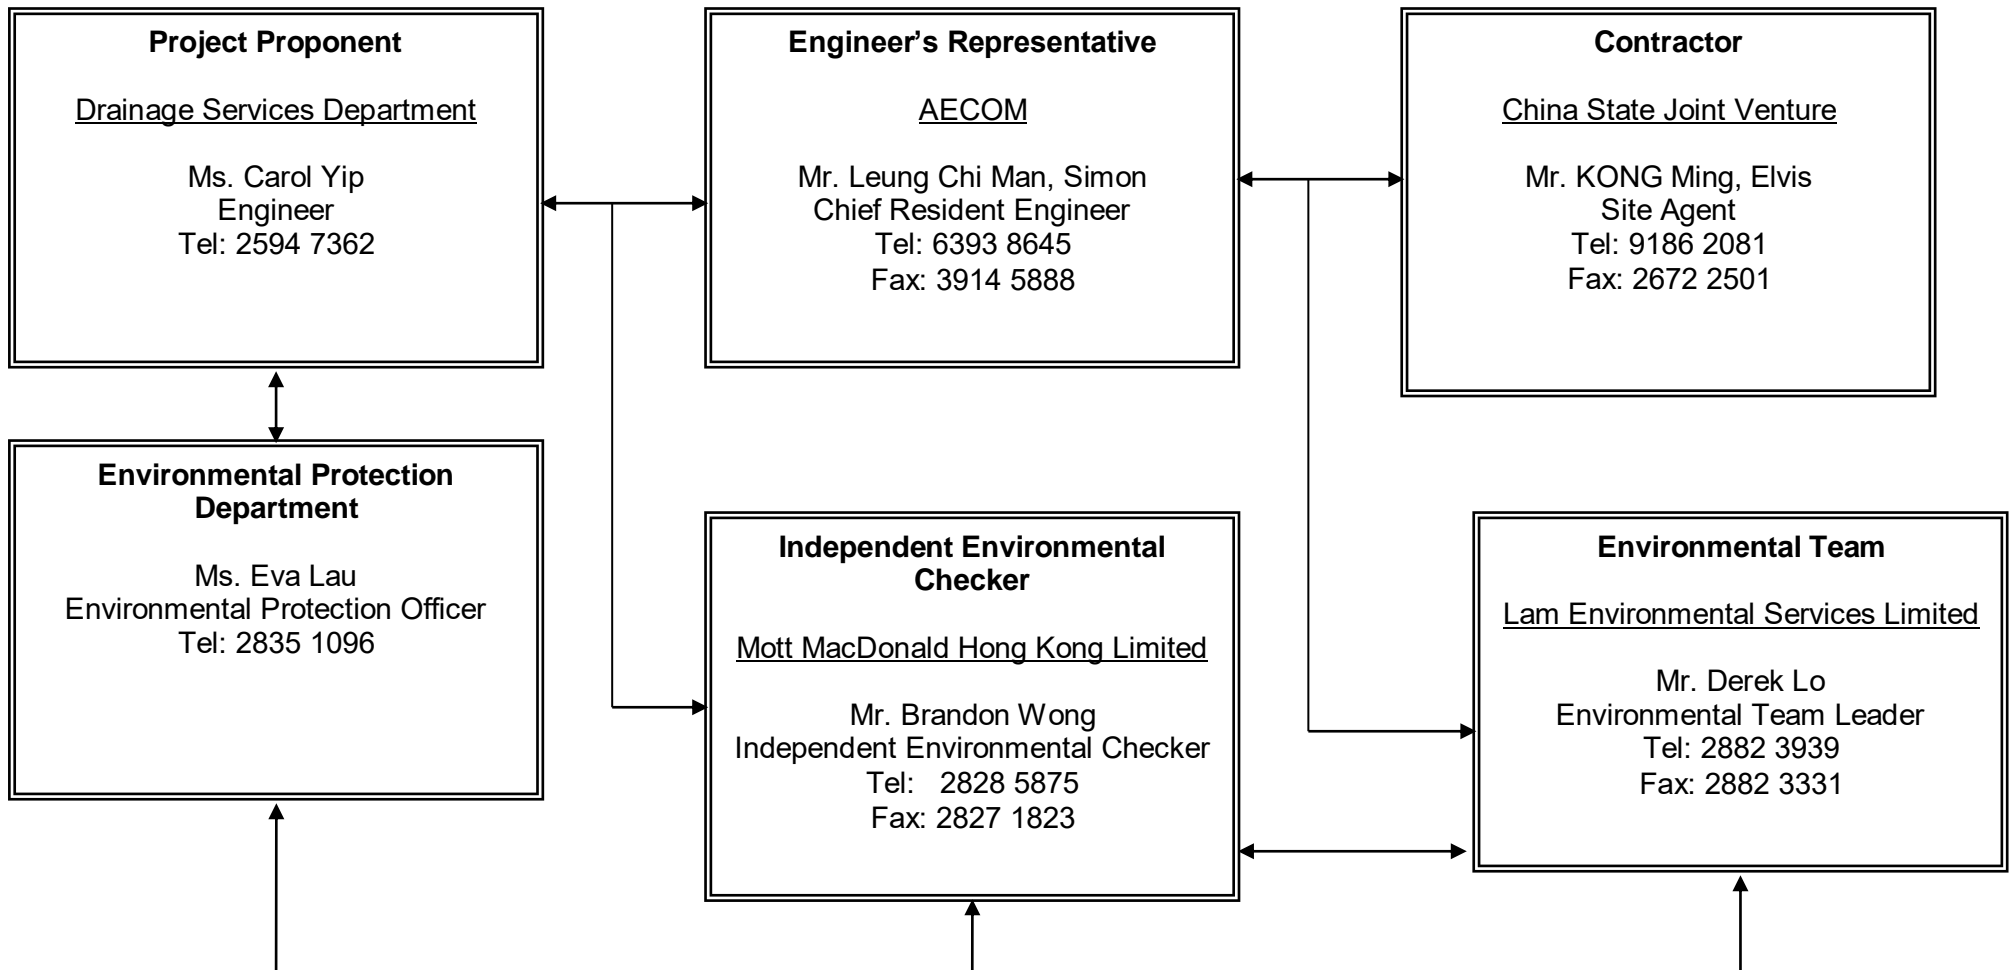 Project Proponent
Drainage Services Department
Ms. Carol Yip
Engineer
Tel: 2594 7362
Engineer’s Representative
AECOM
Mr. Leung Chi Man, Simon
Chief Resident Engineer
Tel: 6393 8645
Fax: 3914 5888
Contractor
China State Joint Venture
Mr. KONG Ming, Elvis
Site Agent
Tel: 9186 2081
Fax: 2672 2501
Environmental Protection
Department
Ms. Eva Lau
Environmental Protection Officer
Tel: 2835 1096
Independent Environmental
Checker
Mott MacDonald Hong Kong Limited
Mr. Brandon Wong
Independent Environmental Checker
Tel:   2828 5875
Fax: 2827 1823
Environmental Team
Lam Environmental Services Limited
Mr. Derek Lo
Environmental Team Leader
Tel: 2882 3939
Fax: 2882 3331